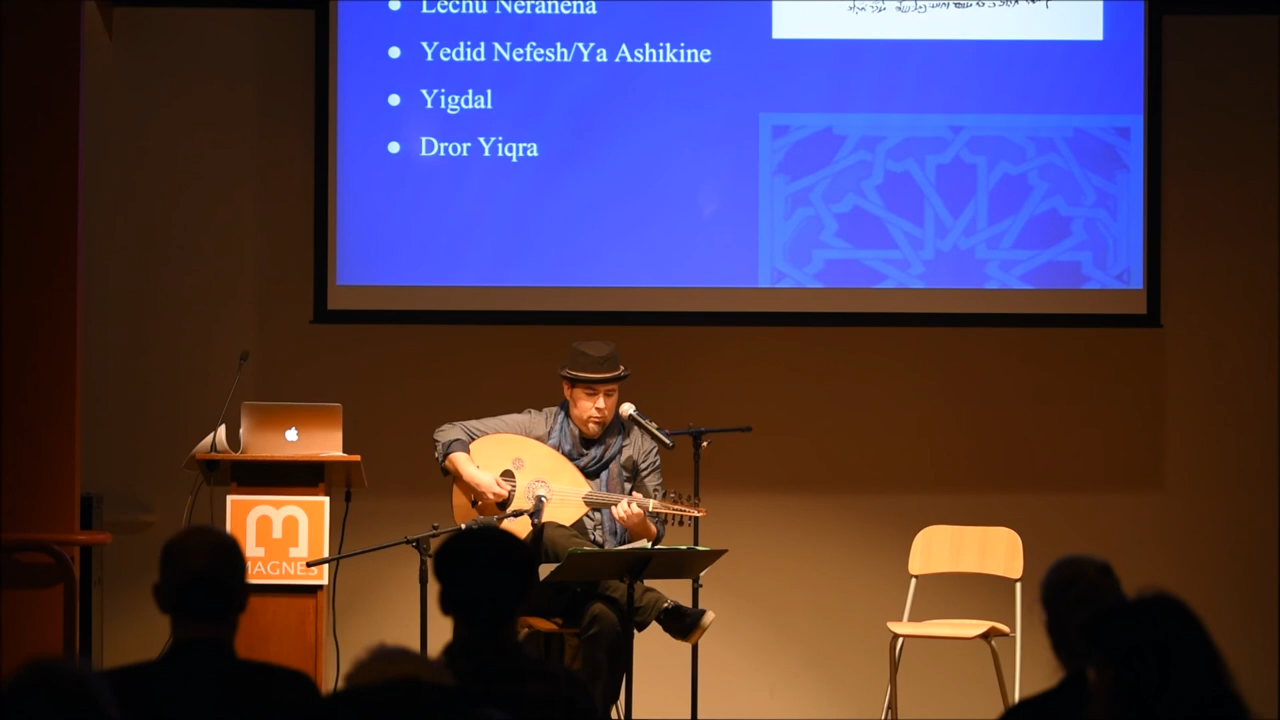 Lechu Neranena
Yedid Nefesh/Ya Ashikine
Yigdal
Dror Yiqra
MAGNES